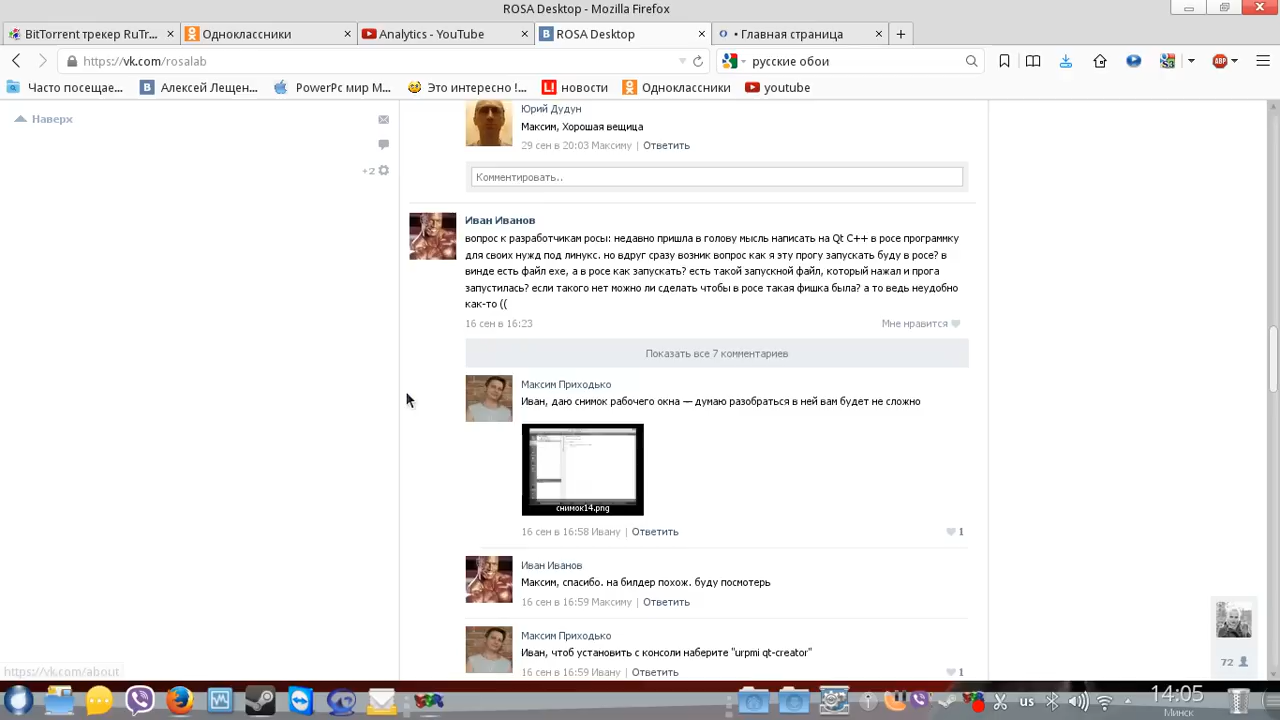 ROSA Desktop - Mozilla Firefox
BitTorrent трекер RuTr...
Одноклассники
Analytics - YouTube
ROSA Desktop
• Главная страница
https://vk.com/rosalab
русские обои
Часто посещае...
Алексей Лещен...
PowerPc мир М...
Это интересно !...
новости
Одноклассники
youtube
Наверх
+2
Юрий Дудун
Максим, Хорошая вещица
29 сен в 20:03 Максиму | Ответить
Комментировать..
Иван Иванов
вопрос к разработчикам росы: недавно пришла в голову мысль написать на Qt C++ в росе программку
для своих нужд под линукс. но вдруг сразу возник вопрос как я эту прогу запускать буду в росе? в
винде есть файл exe, а в росе как запускать? есть такой запускной файл, который нажал и прога
запустилась? если такого нет можно ли сделать чтобы в росе такая фишка была? а то ведь неудобно
как-то ((
16 сен в 16:23
Мне нравится
Показать все 7 комментариев
Максим Приходько
Иван, даю снимок рабочего окна — думаю разобраться в ней вам будет не сложно
снимок14.png
16 сен в 16:58 Ивану | Ответить
1
Иван Иванов
Максим, спасибо. на билдер похож. буду посмотерь
16 сен в 16:59 Максиму | Ответить
Максим Приходько
Иван, чтоб установить с консоли наберите "urpmi qt-creator"
16 сен в 16:59 Ивану | Ответить
1
72
https://vk.com/about
us
14:05
Минск